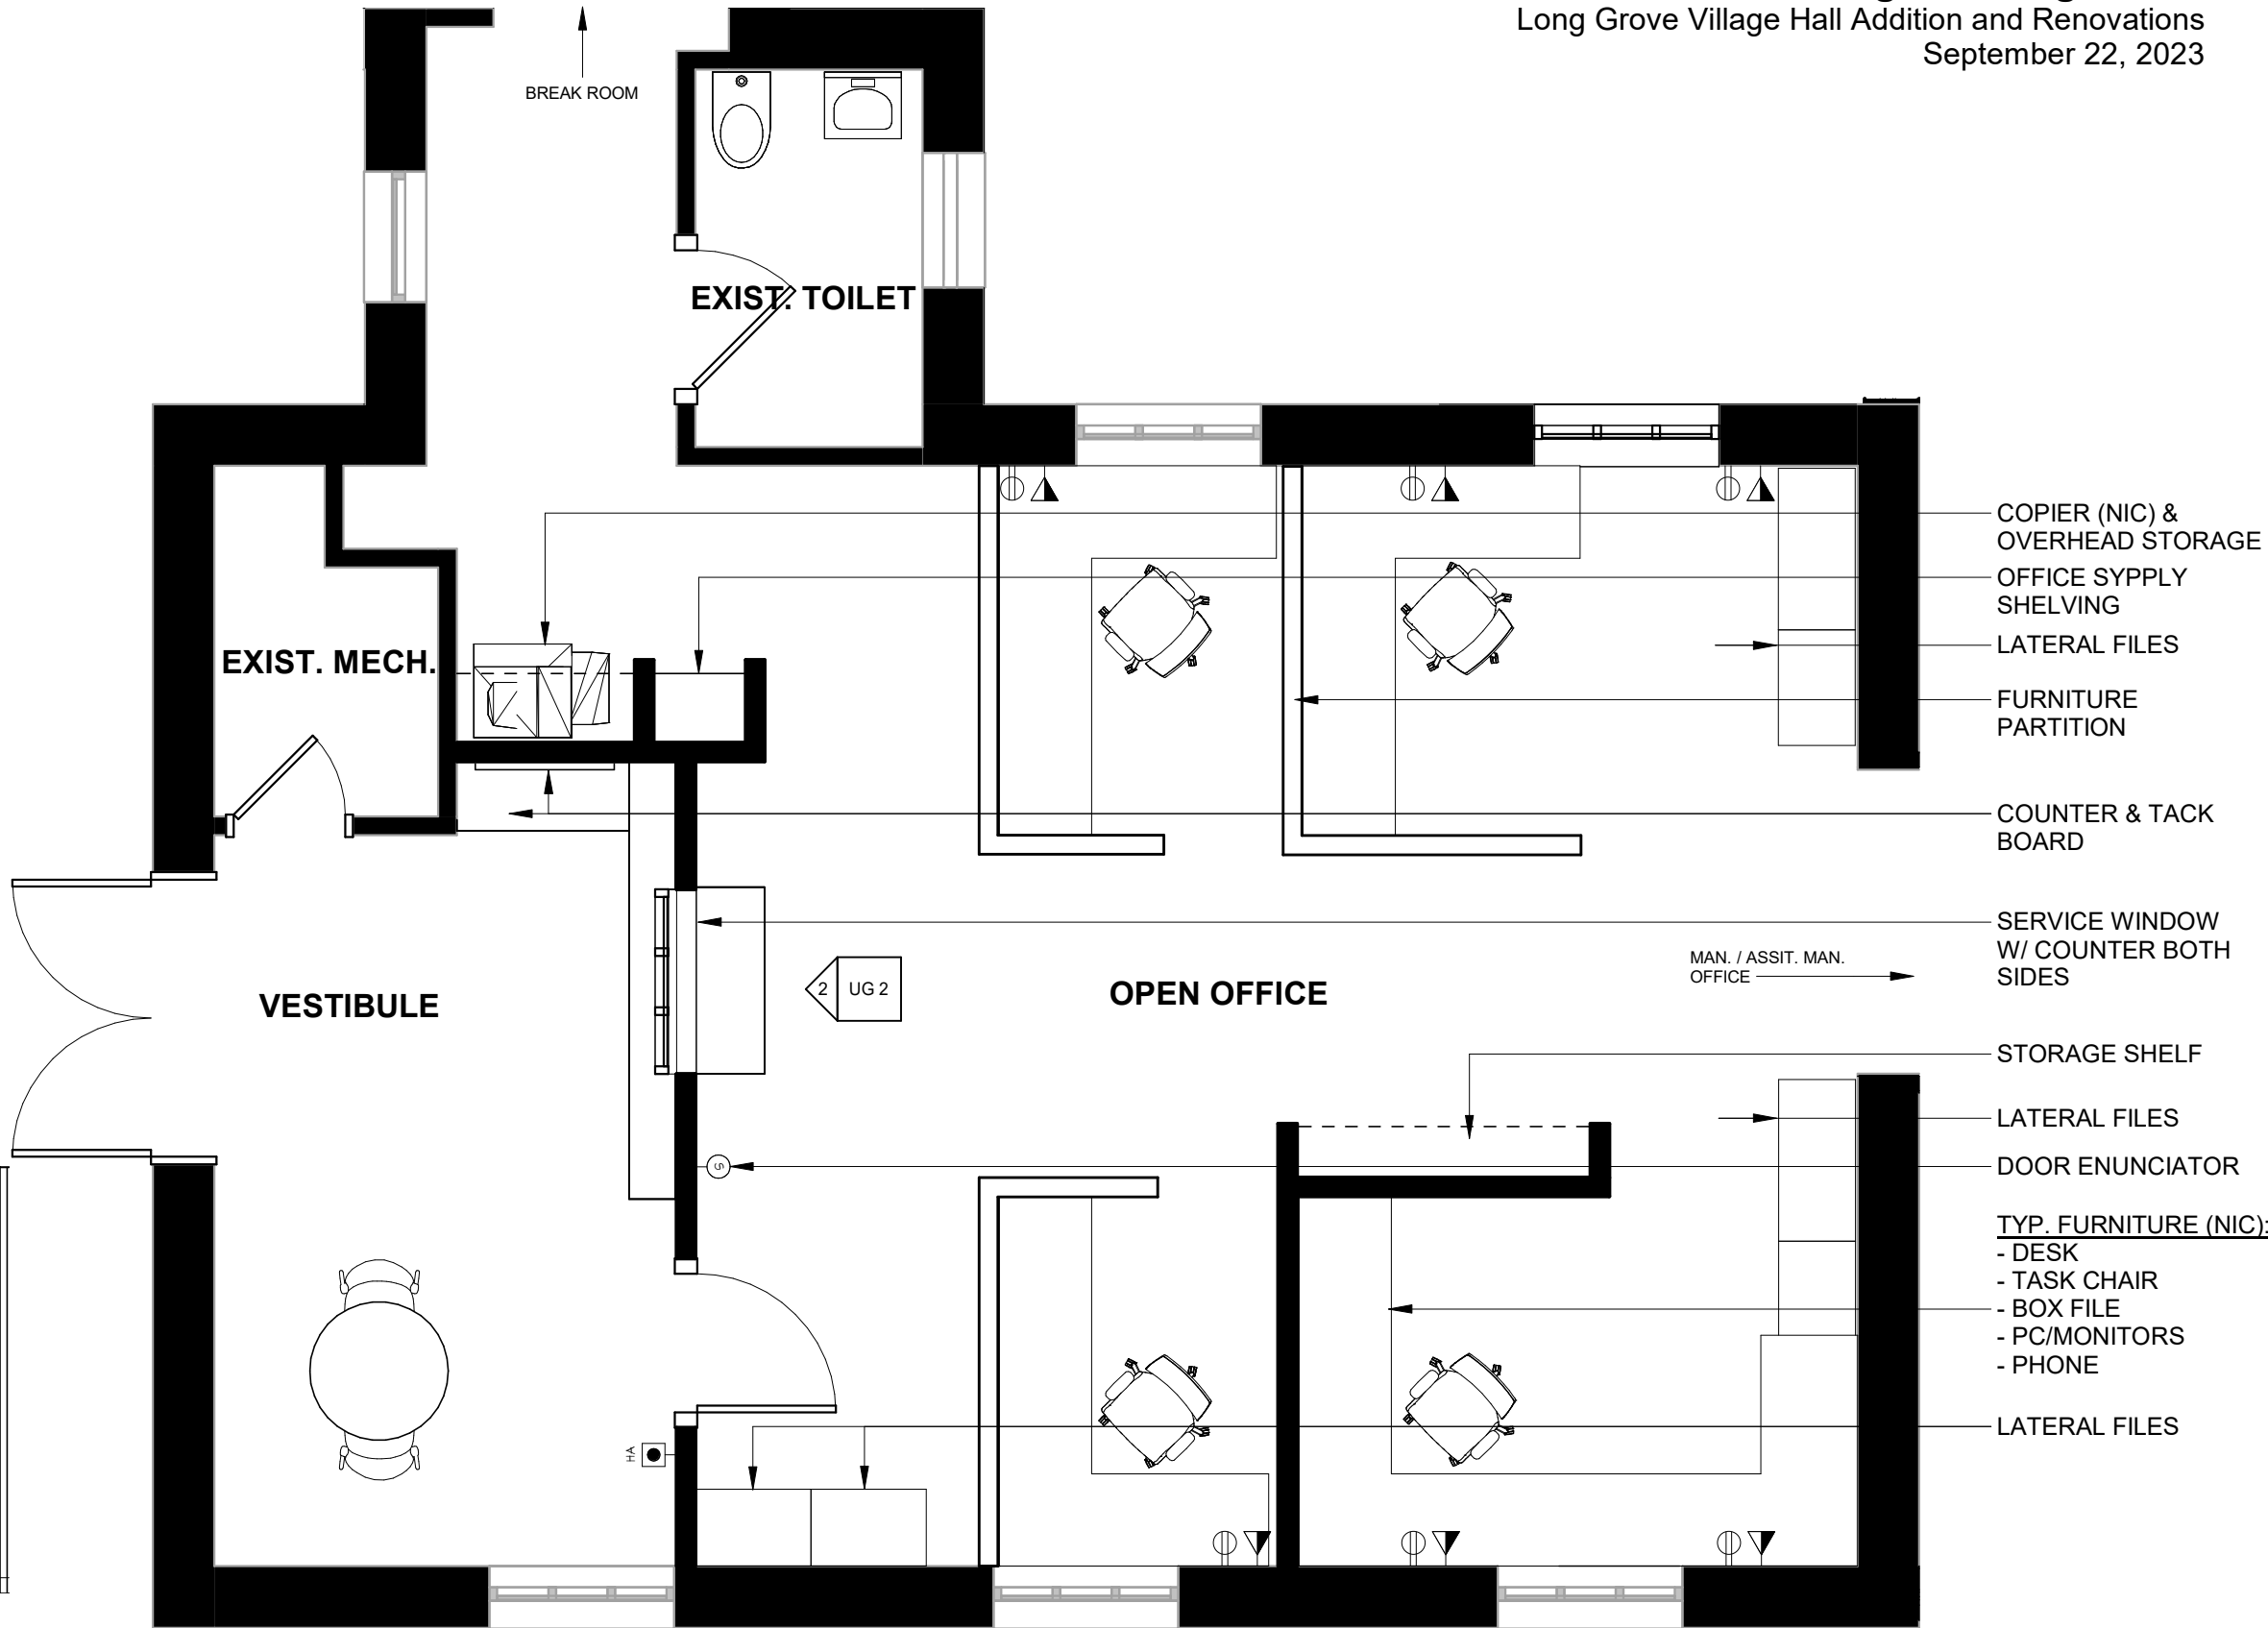 Long Grove Village Hall Addition and Renovations
September 22, 2023
BREAK ROOM
EXIST. TOILET
COPIER (NIC) &
OVERHEAD STORAGE
OFFICE SYPPLY
SHELVING
LATERAL FILES
EXIST. MECH.
FURNITURE
PARTITION
COUNTER & TACK
BOARD
SERVICE WINDOW
W/ COUNTER BOTH
SIDES
MAN. / ASSIT. MAN.
OFFICE
VESTIBULE
2 UG 2
OPEN OFFICE
STORAGE SHELF
LATERAL FILES
S
DOOR ENUNCIATOR
TYP. FURNITURE (NIC):
- DESK
- TASK CHAIR
- BOX FILE
- PC/MONITORS
- PHONE
LATERAL FILES
HA